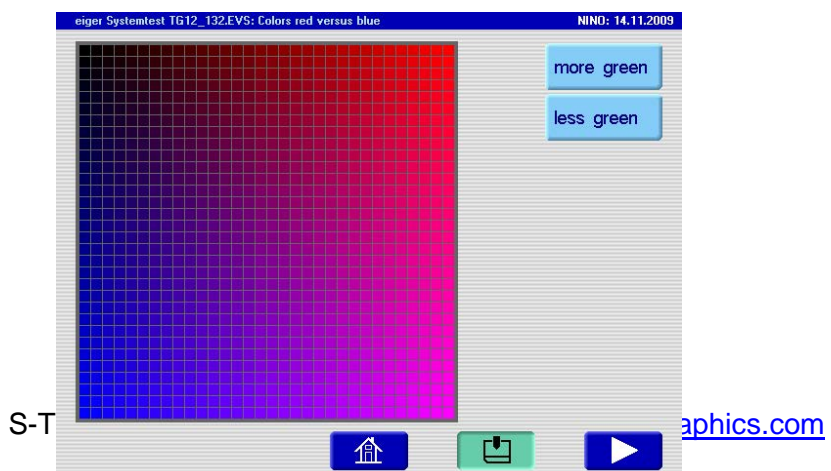 eiger Systemtest TG12_132.EVS: Colors red versus blue NINO: 14.11.2009
more green
less green
S-T aphics.com